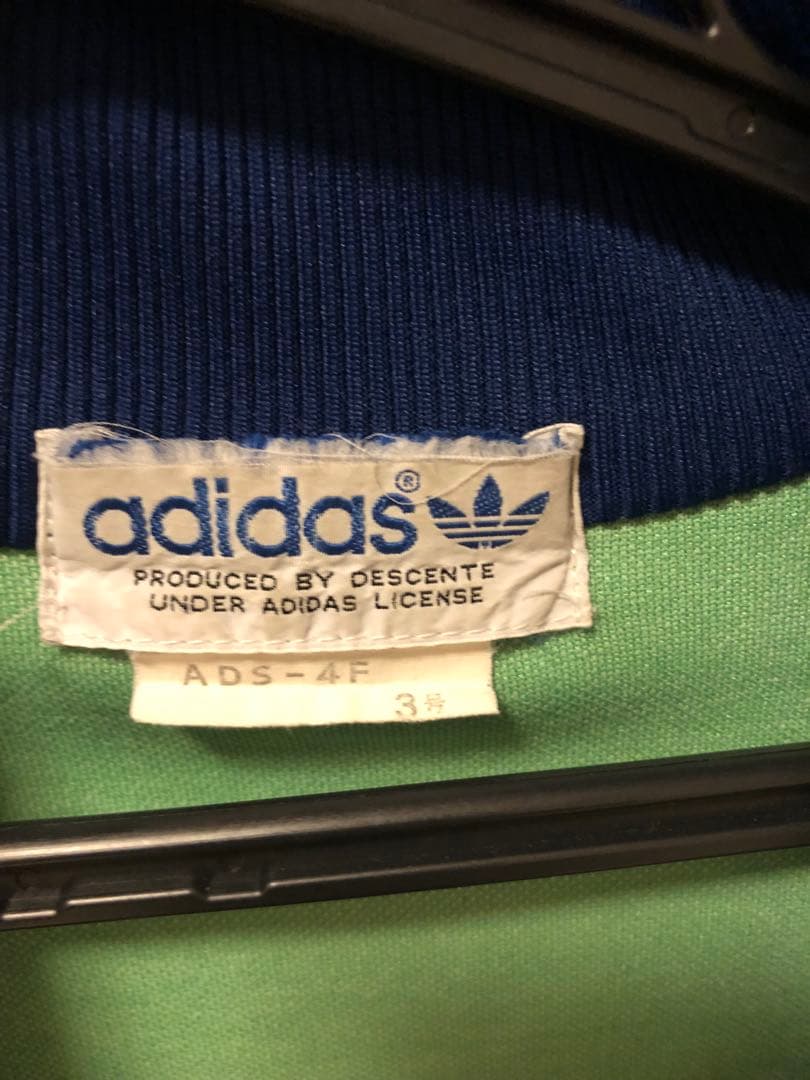 adidas®
PRODUCED BY DESCENTE
UNDER ADIDAS LICENSE
ADS-4F
3号